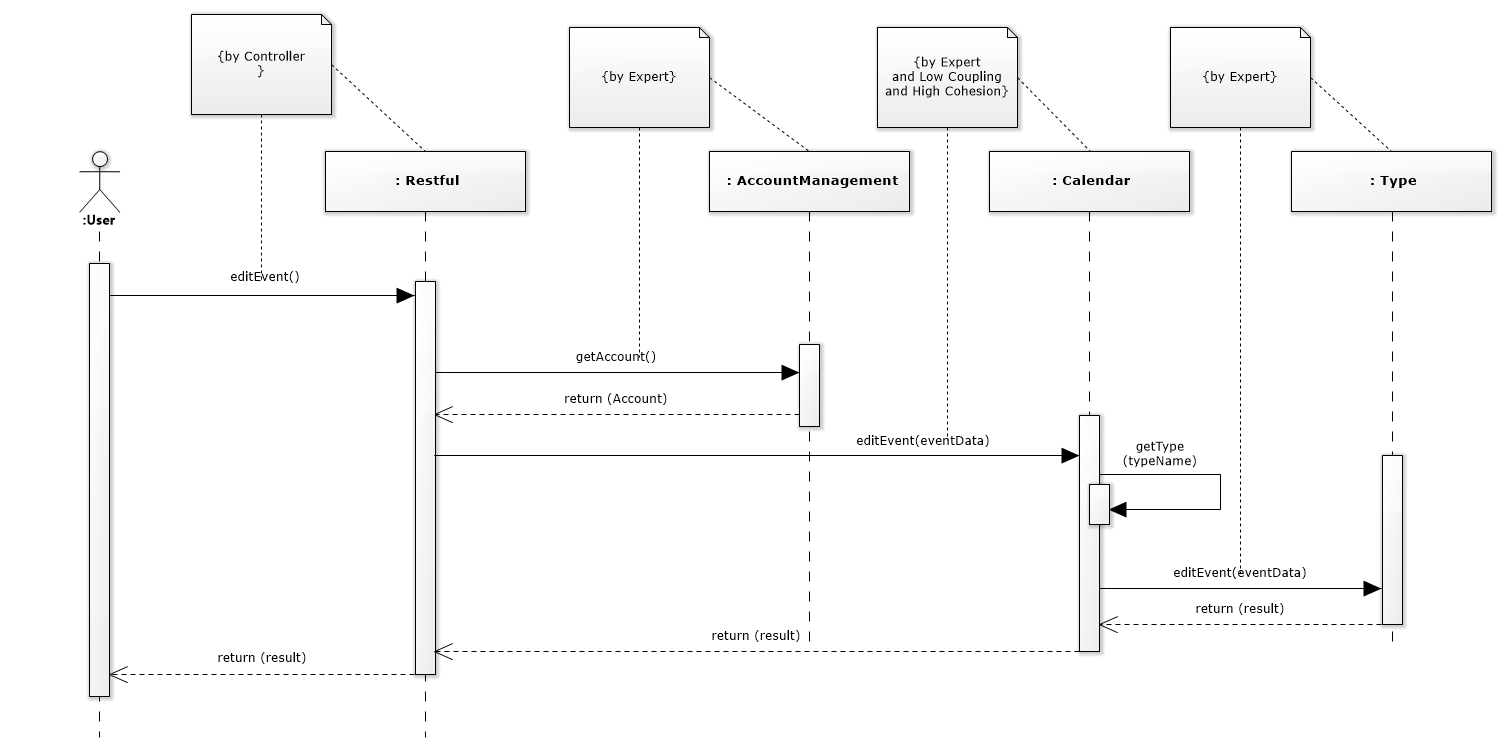 {by Controller
}
{by Expert}
{by Expert
and Low Coupling
and High Cohesion}
{by Expert}
:User
: Restful
: AccountManagement
: Calendar
: Type
editEvent()
getAccount()
return (Account)
editEvent(eventData)
getType
(typeName)
editEvent(eventData)
return (result)
return (result)
return (result)